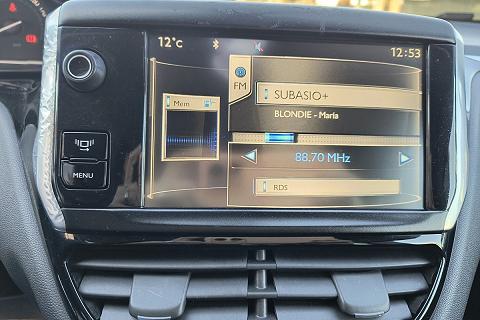 12°C
12:53
FM
SUBASIO+
BLONDIE - Maria
Mem
88.70 MHz
RDS
MENU